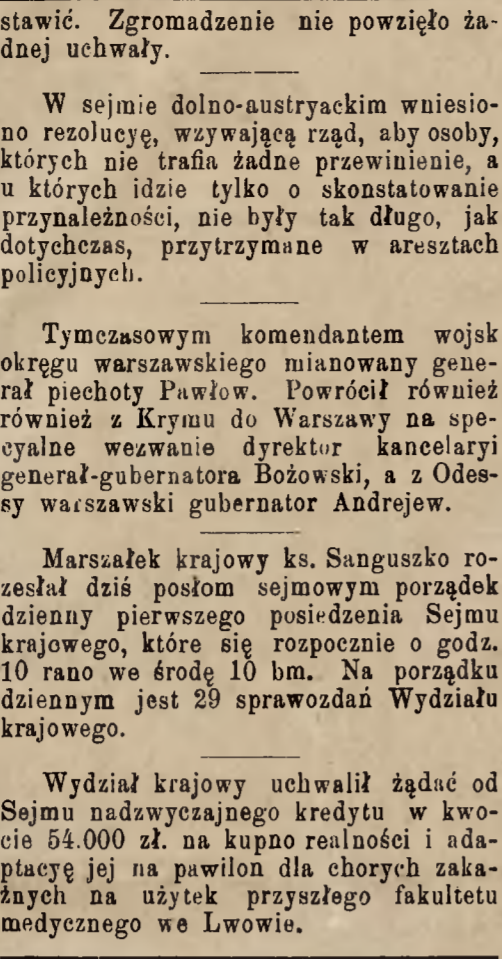 stawić. Zgromadzenie nie powzięło ża-
dnej uchwały.
W sejmie dolno-austryackim wniesio-
no rezolucyę, wzywającą rząd, aby osoby,
których nie trafia żadne przewinienie, a
u których idzie tylko o skonstatowanie
przynależności, nie były tak długo, jak
dotychczas, przytrzymane w aresztach
policyjnych.
Tymczasowym komendantem wojsk
okręgu warszawskiego mianowany gene-
rał piechoty Pawłow. Powrócił również
również z Krymu do Warszawy na spe-
cyalne wezwanie dyrektor kancelaryi
generał-gubernatora Bożowski, a z Odes-
sy warszawski gubernator Andrejew.
Marszałek krajowy ks. Sanguszko ro-
zesłał dziś posłom sejmowym porządek
dzienny pierwszego posiedzenia Sejmu
krajowego, które się rozpocznie o godz.
10 rano we środę 10 bm. Na porządku
dziennym jest 29 sprawozdań Wydziału
krajowego.
Wydział krajowy uchwalił żądać od
Sejmu nadzwyczajnego kredytu w kwo-
cie 54.000 zł. na kupno realności i ada-
ptacyę jej na pawilon dla chorych zaka-
źnych na użytek przyszłego fakultetu
medycznego we Lwowie.